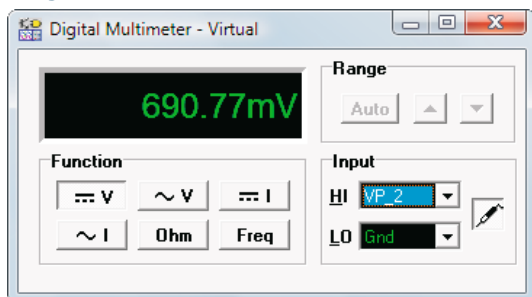 Digital Multimeter - Virtual
690.77mV
Range
Auto
Function
V
V
I
I
Ohm
Freq
Input
HI
VP_2
LO
Gnd